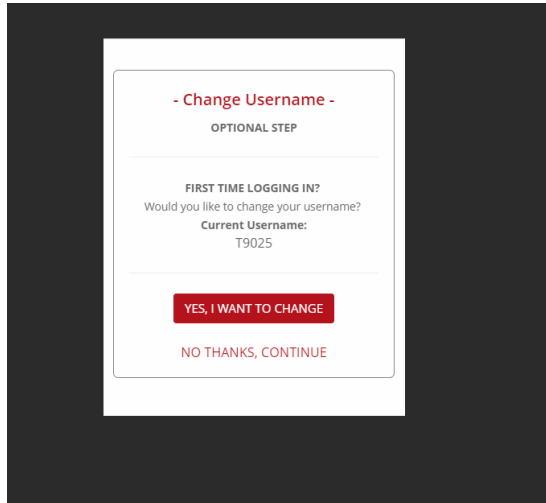 - Change Username -
OPTIONAL STEP
FIRST TIME LOGGING IN?
Would you like to change your username?
Current Username:
T9025
YES, I WANT TO CHANGE
NO THANKS, CONTINUE